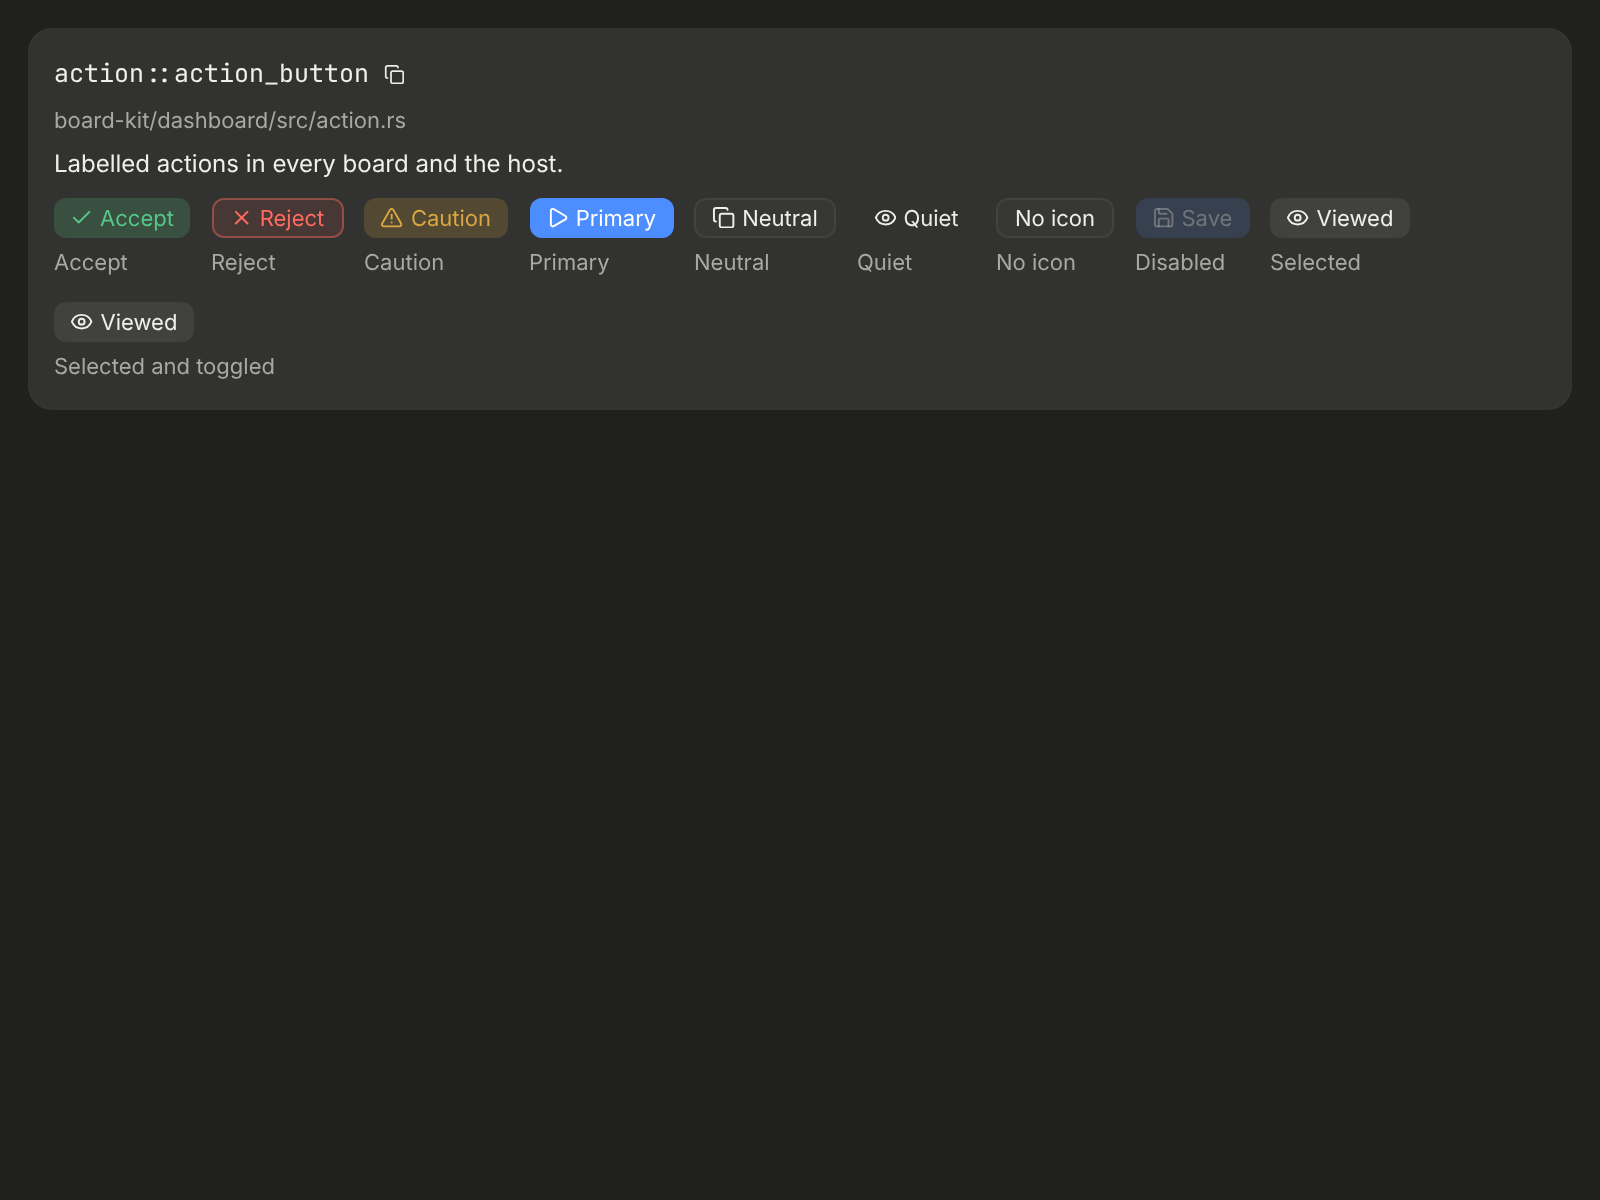 action::action_button
board-kit/dashboard/src/action.rs
Labelled actions in every board and the host.
Accept Reject Caution Primary Neutral Quiet No icon Save Viewed
Accept Reject Caution Primary Neutral Quiet No icon Disabled Selected
Viewed
Selected and toggled